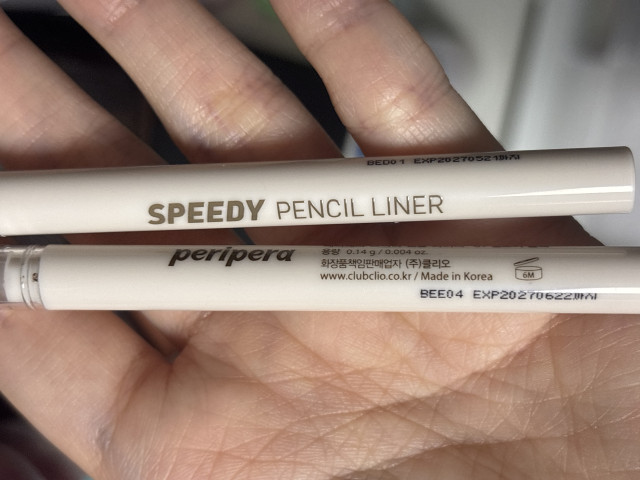 BED01 EXP20270521까지
SPEEDY PENCIL LINER
peripera
용량 0.14 g / 0.004 oz.
화장품책임판매업자 (주)클리오
www.clubclio.co.kr / Made in Korea
6M
BEE04 EXP20270622까지